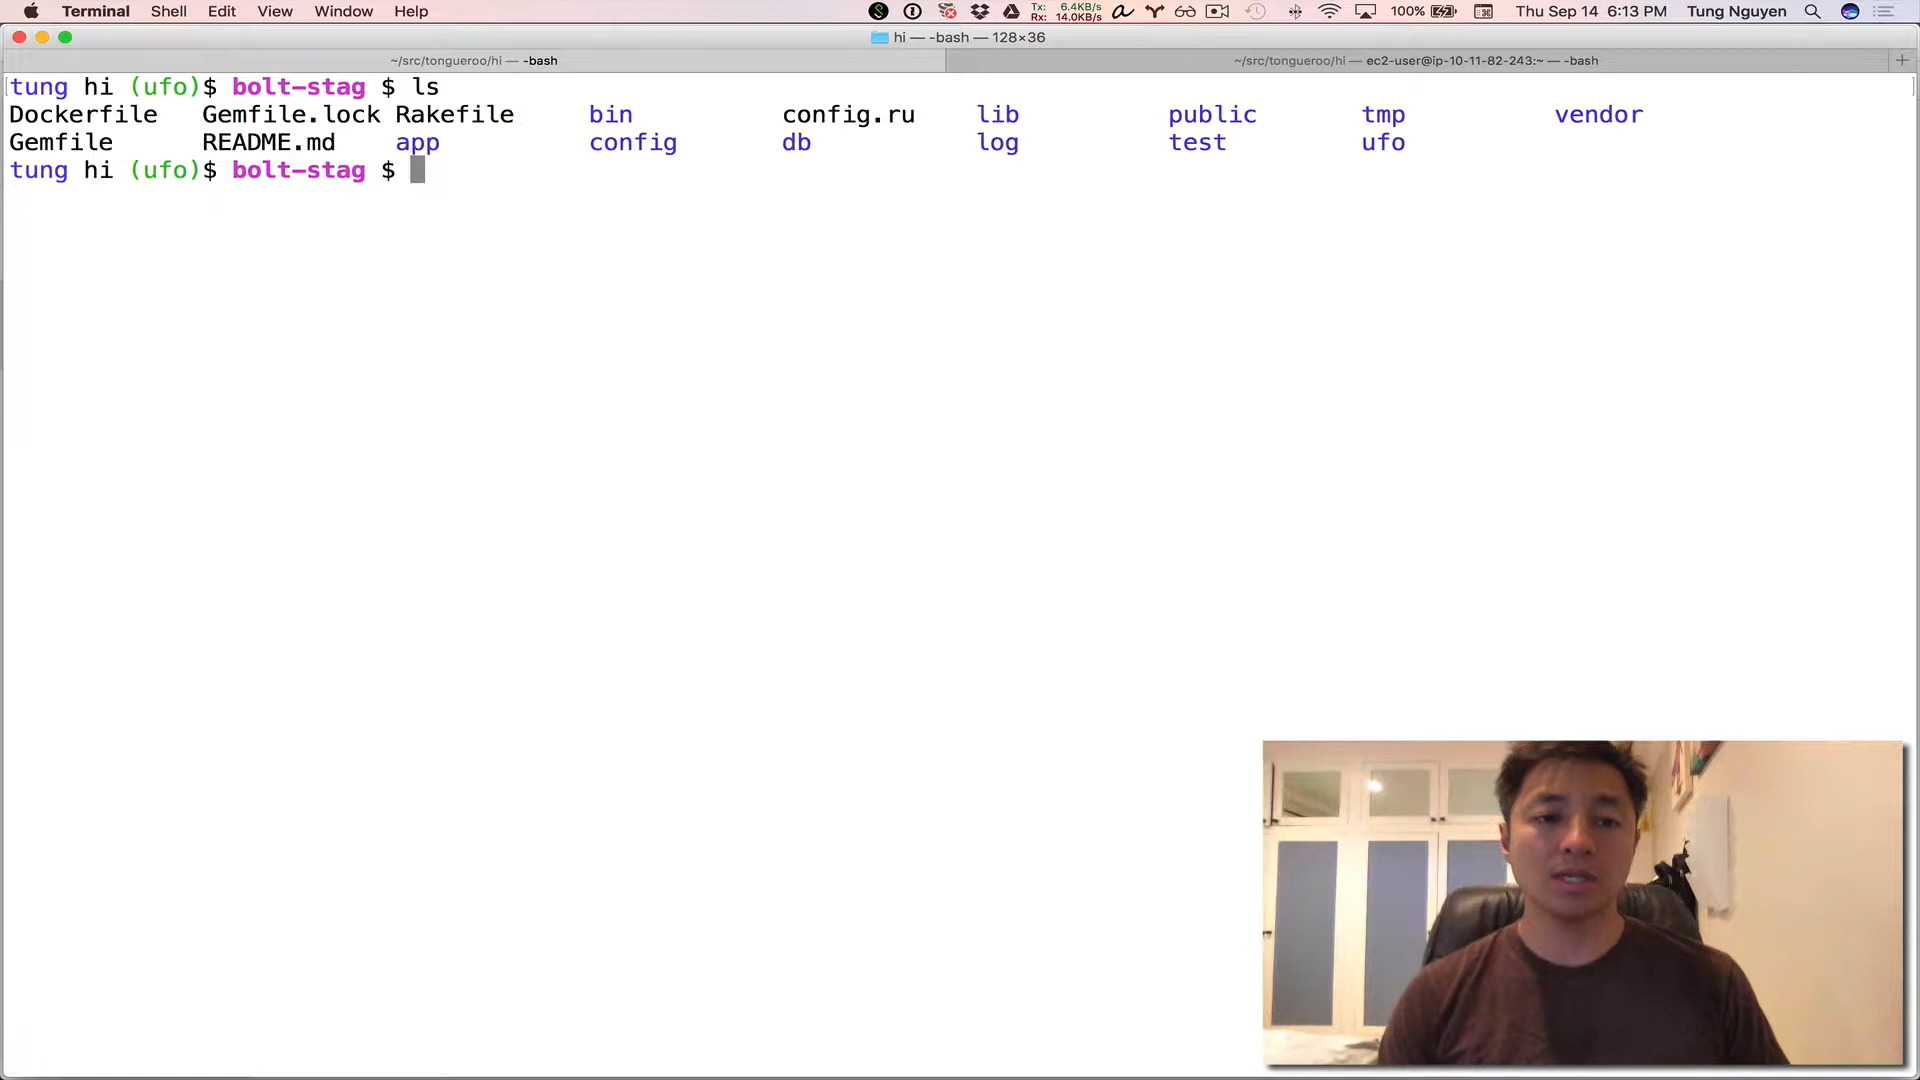 Terminal Shell Edit View Window Help Tx: 6.4KB/s Rx: 14.0KB/s 100% Thu Sep 14 6:13 PM Tung Nguyen
hi — -bash — 128×36
~/src/tongueroo/hi — -bash ~/src/tongueroo/hi — ec2-user@ip-10-11-82-243:~ — -bash
tung hi (ufo)$ bolt-stag $ ls
Dockerfile Gemfile.lock Rakefile bin config.ru lib public tmp vendor
Gemfile README.md app config db log test ufo
tung hi (ufo)$ bolt-stag $